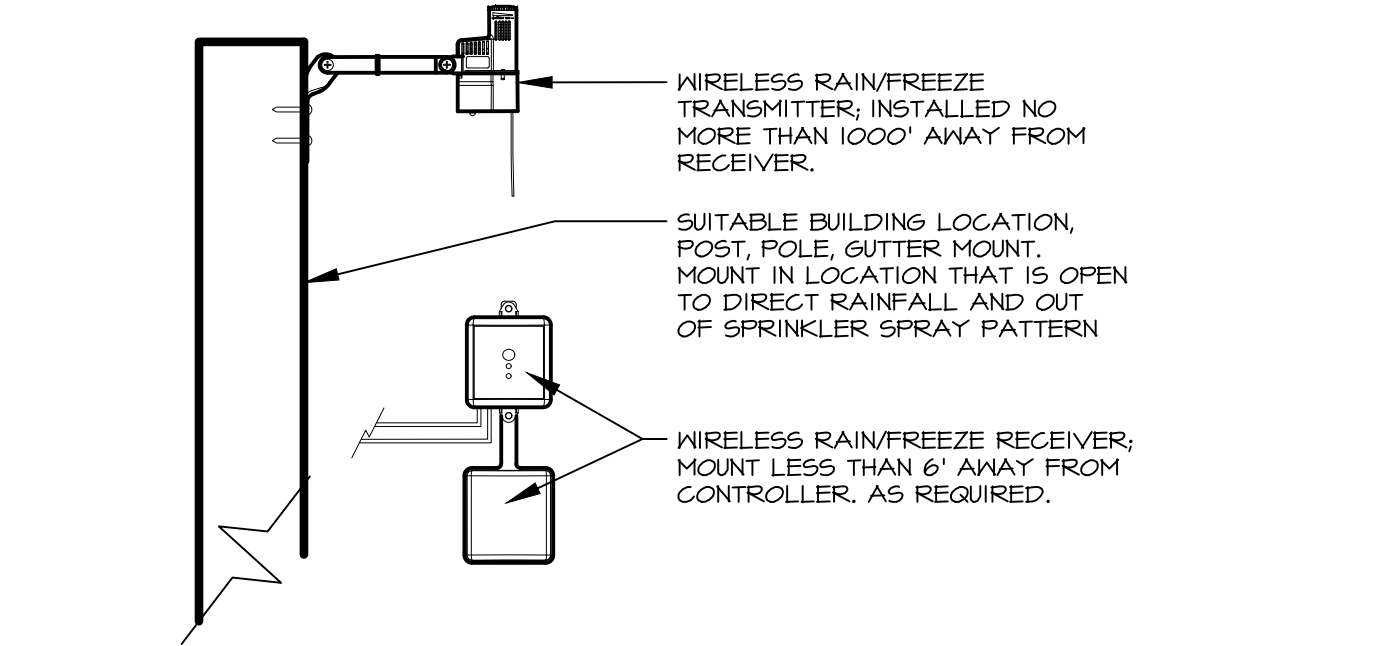 WIRELESS RAIN/FREEZE
TRANSMITTER; INSTALLED NO
MORE THAN 1000' AWAY FROM
RECEIVER.
SUITABLE BUILDING LOCATION,
POST, POLE, GUTTER MOUNT.
MOUNT IN LOCATION THAT IS OPEN
TO DIRECT RAINFALL AND OUT
OF SPRINKLER SPRAY PATTERN
WIRELESS RAIN/FREEZE RECEIVER;
MOUNT LESS THAN 6' AWAY FROM
CONTROLLER. AS REQUIRED.